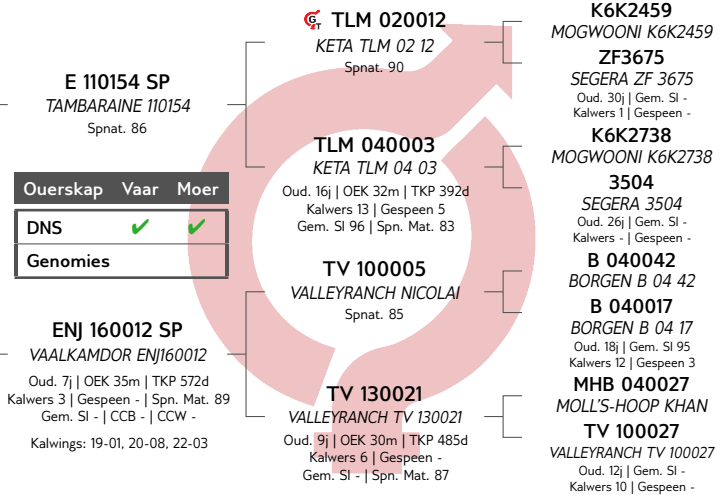 E 110154 SP
TAMBARAINE 110154
Spnat. 86
Ouerskap Vaar Moer
DNS ✔ ✔
Genomies
ENJ 160012 SP
VAALKAMDOR ENJ160012
Oud. 7j | OEK 35m | TKP 572d
Kalwers 3 | Gespeen - | Spn. Mat. 89
Gem. SI - | CCB - | CCW -
Kalwings: 19-01, 20-08, 22-03
GT TLM 020012
KETA TLM 02 12
Spnat. 90
TLM 040003
KETA TLM 04 03
Oud. 16j | OEK 32m | TKP 392d
Kalwers 13 | Gespeen 5
Gem. SI 96 | Spn. Mat. 83
TV 100005
VALLEYRANCH NICOLAI
Spnat. 85
TV 130021
VALLEYRANCH TV 130021
Oud. 9j | OEK 30m | TKP 485d
Kalwers 6 | Gespeen -
Gem. SI - | Spn. Mat. 87
K6K2459
MOGWOONI K6K2459
ZF3675
SEGERA ZF 3675
Oud. 30j | Gem. SI -
Kalwers 1 | Gespeen -
K6K2738
MOGWOONI K6K2738
3504
SEGERA 3504
Oud. 26j | Gem. SI -
Kalwers - | Gespeen -
B 040042
BORGEN B 04 42
B 040017
BORGEN B 04 17
Oud. 18j | Gem. SI 95
Kalwers 12 | Gespeen 3
MHB 040027
MOLL'S-HOOP KHAN
TV 100027
VALLEYRANCH TV 100027
Oud. 12j | Gem. SI -
Kalwers 10 | Gespeen -